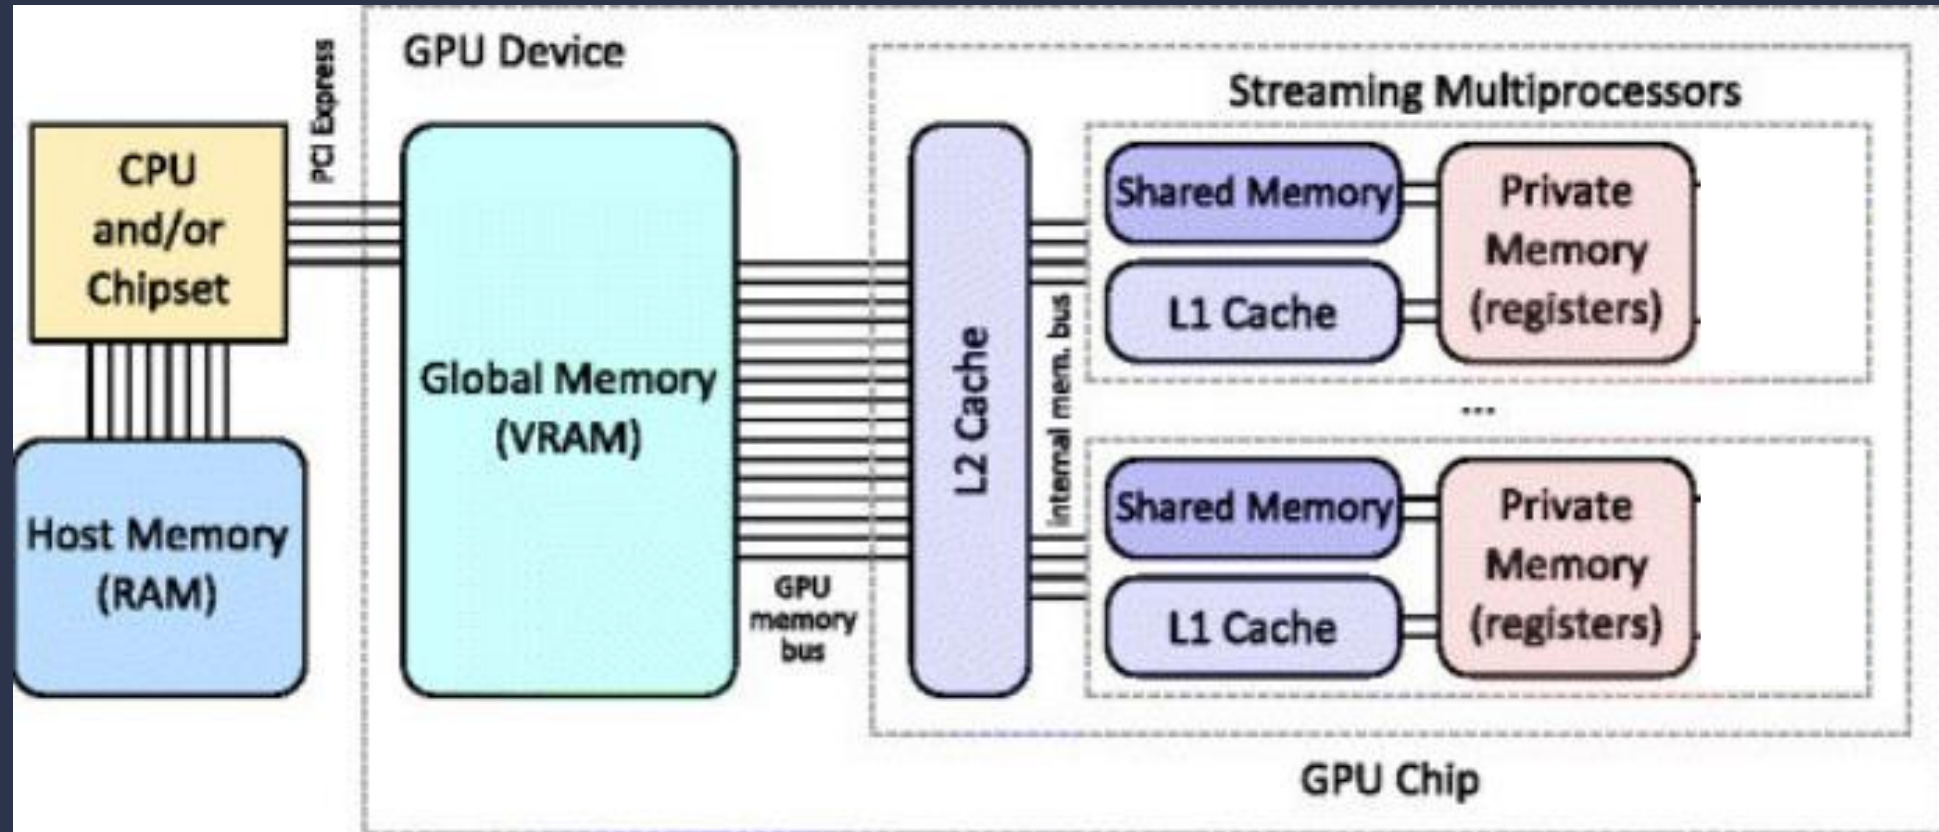 GPU Device
PCI Express
Streaming Multiprocessors
CPU
and/or
Chipset
Host Memory
(RAM)
Global Memory
(VRAM)
GPU
memory
bus
L2 Cache
internal mem. bus
Shared Memory
L1 Cache
Private
Memory
(registers)
...
Shared Memory
L1 Cache
Private
Memory
(registers)
GPU Chip